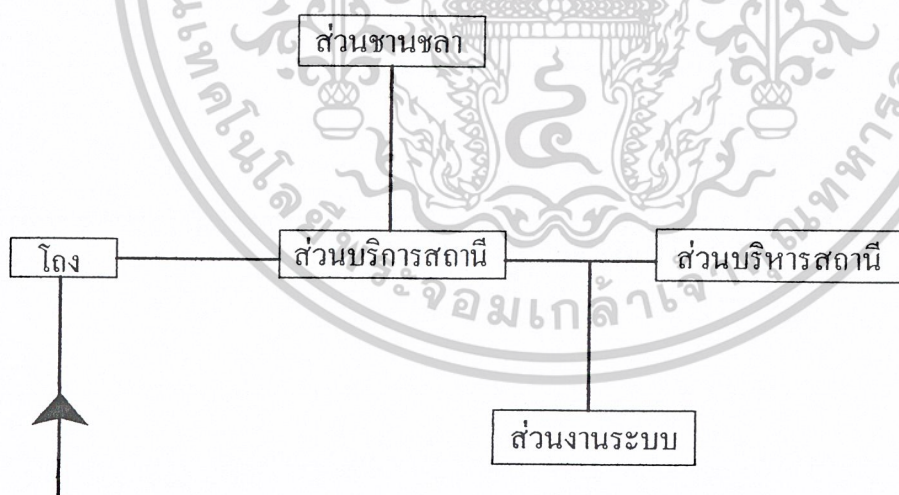 ส่วนชานชลา
โถง
ส่วนบริการสถานี
ส่วนบริหารสถานี
ส่วนงานระบบ